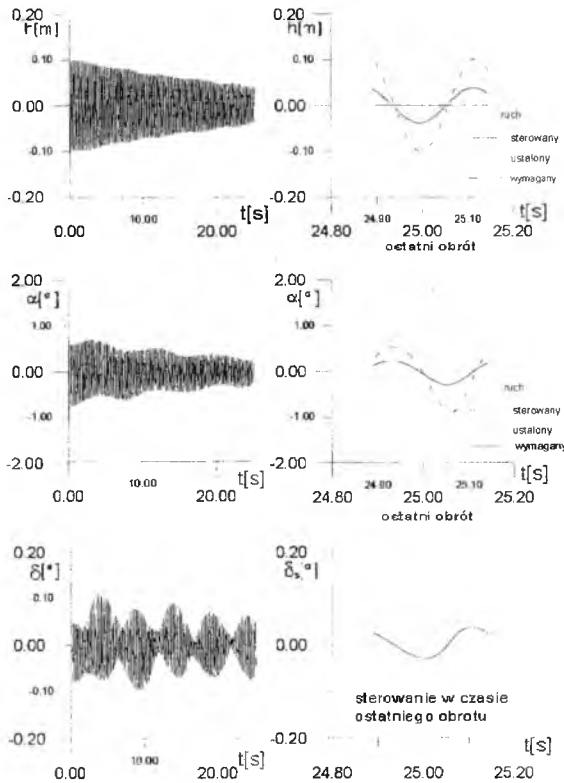 0.20
h[m]
0.10
0.00
-0.10
-0.20
10.00
t[s]
0.00
20.00
0.20
h[m]
0.10
0.00
-0.10
-0.20
ruch
sterowany
ustalony
wymagany
24.90
25.10
t[s]
24.80
25.00
25.20
ostatni obrót
2.00
α[°]
1.00
0.00
-1.00
-2.00
10.00
t[s]
0.00
20.00
2.00
α[°]
1.00
0.00
-1.00
-2.00
ruch
sterowany
ustalony
wymagany
24.90
25.10
t[s]
24.80
25.00
25.20
ostatni obrót
0.20
δ[°]
0.10
0.00
-0.10
-0.20
10.00
t[s]
0.00
20.00
0.20
0.00
-0.20
sterowanie w czasie
ostatniego obrotu
t[s]
24.80
25.00
25.20